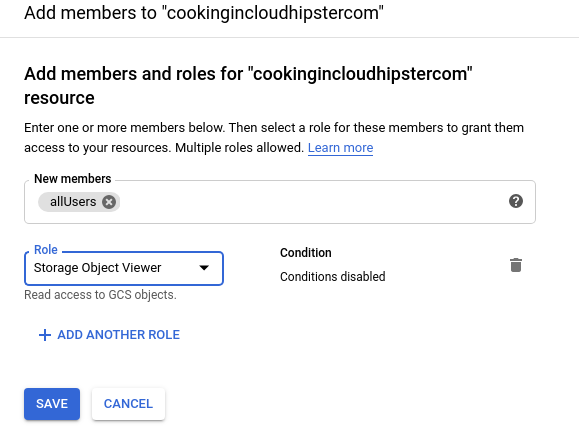 Add members to "cookingincloudhipstercom"
Add members and roles for "cookingincloudhipstercom"
resource
Enter one or more members below. Then select a role for these members to grant them
access to your resources. Multiple roles allowed. Learn more
New members
allUsers
Role
Storage Object Viewer
Read access to GCS objects.
Condition
Conditions disabled
ADD ANOTHER ROLE
SAVE
CANCEL